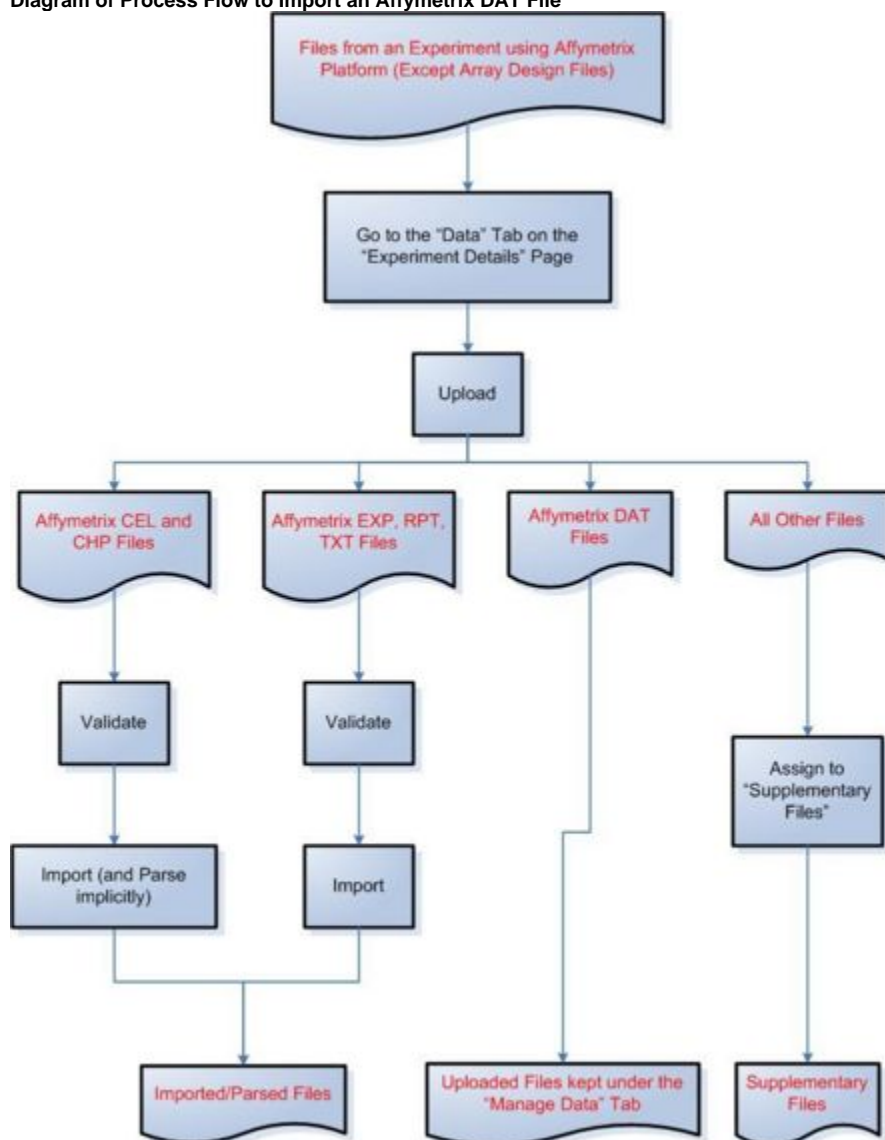 Diagram of Process Flow to Import an Affymetrix DAT File
Files from an Experiment using Affymetrix
Platform (Except Array Design Files)
Go to the “Data” Tab on the
“Experiment Details” Page
Upload
Affymetrix CEL and
CHP Files
Affymetrix EXP, RPT,
TXT Files
Affymetrix DAT
Files
All Other Files
Validate
Validate
Assign to
“Supplementary
Files”
Import (and Parse
implicitly)
Import
Imported/Parsed Files
Uploaded Files kept under the
“Manage Data” Tab
Supplementary
Files